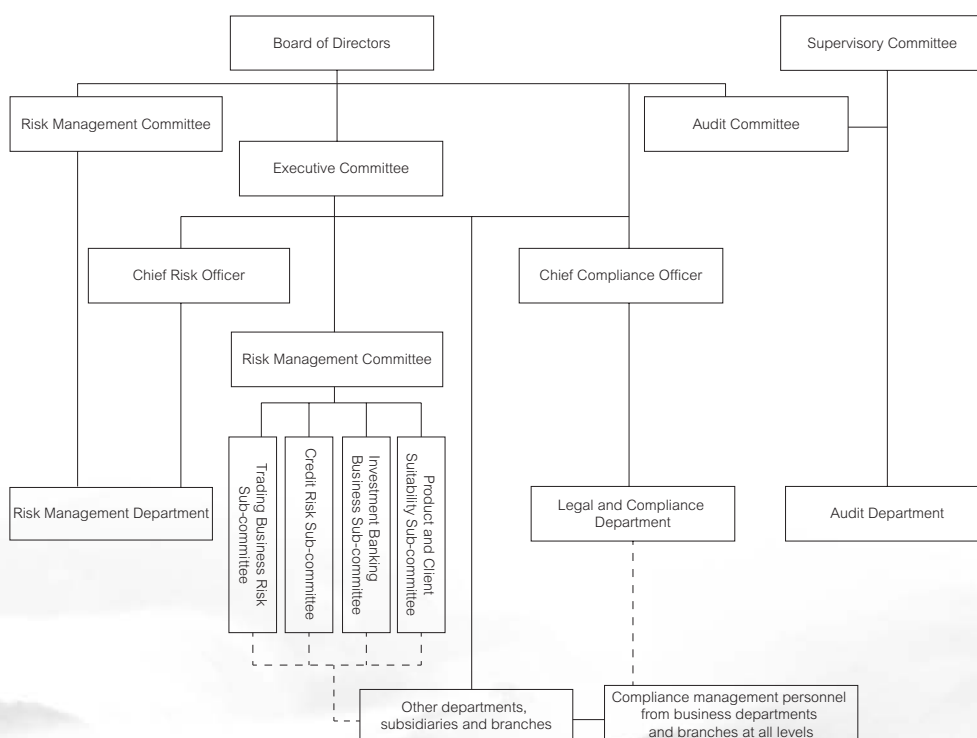 Board of Directors
Supervisory Committee
Risk Management Committee
Audit Committee
Executive Committee
Chief Risk Officer
Chief Compliance Officer
Risk Management Committee
Trading Business Risk
Sub-committee
Credit Risk Sub-committee
Investment Banking
Business Sub-committee
Product and Client
Suitability Sub-committee
Risk Management Department
Legal and Compliance
Department
Audit Department
Other departments,
subsidiaries and branches
Compliance management personnel
from business departments
and branches at all levels